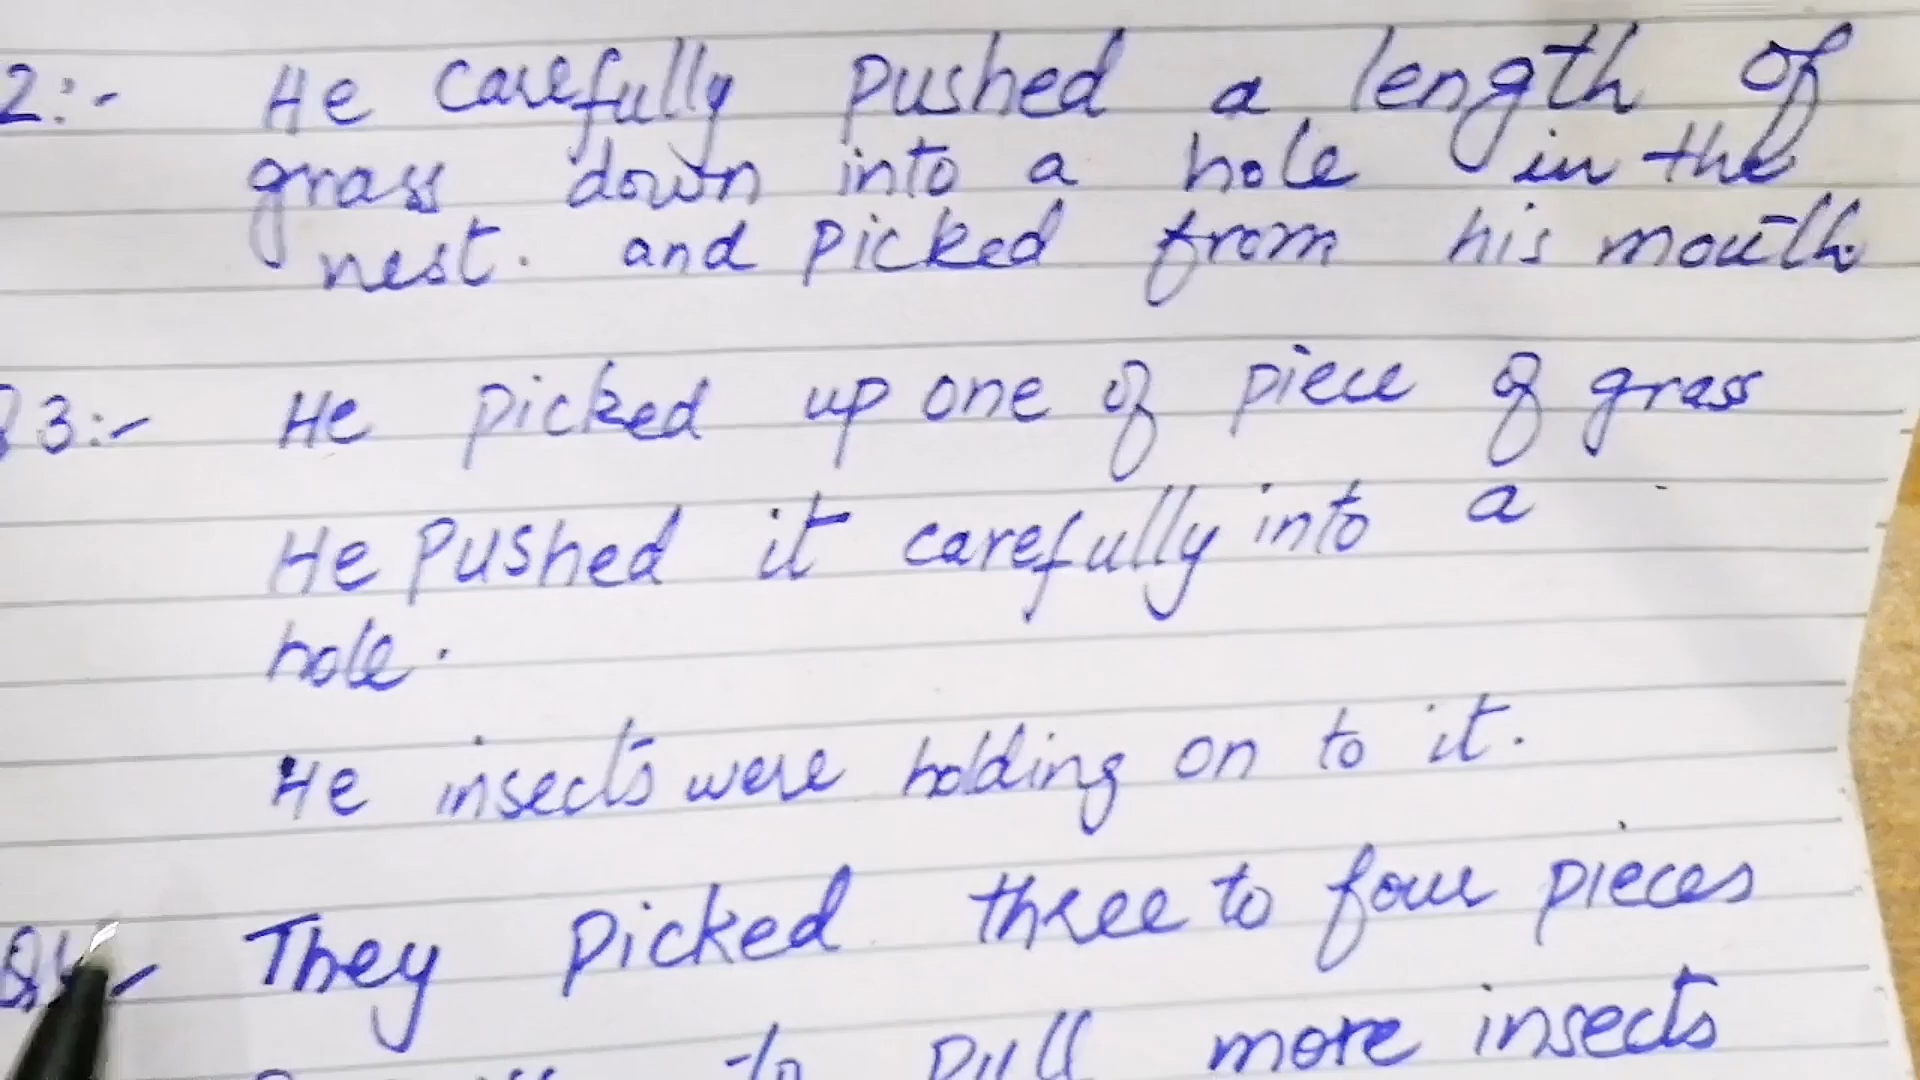 2:- He carefully pushed a length of
grass down into a hole in the
nest. and picked from his mouth
3:- He picked up one of piece of grass
He pushed it carefully into a
hole.
He insects were holding on to it.
They picked three to four pieces
to pull more insects